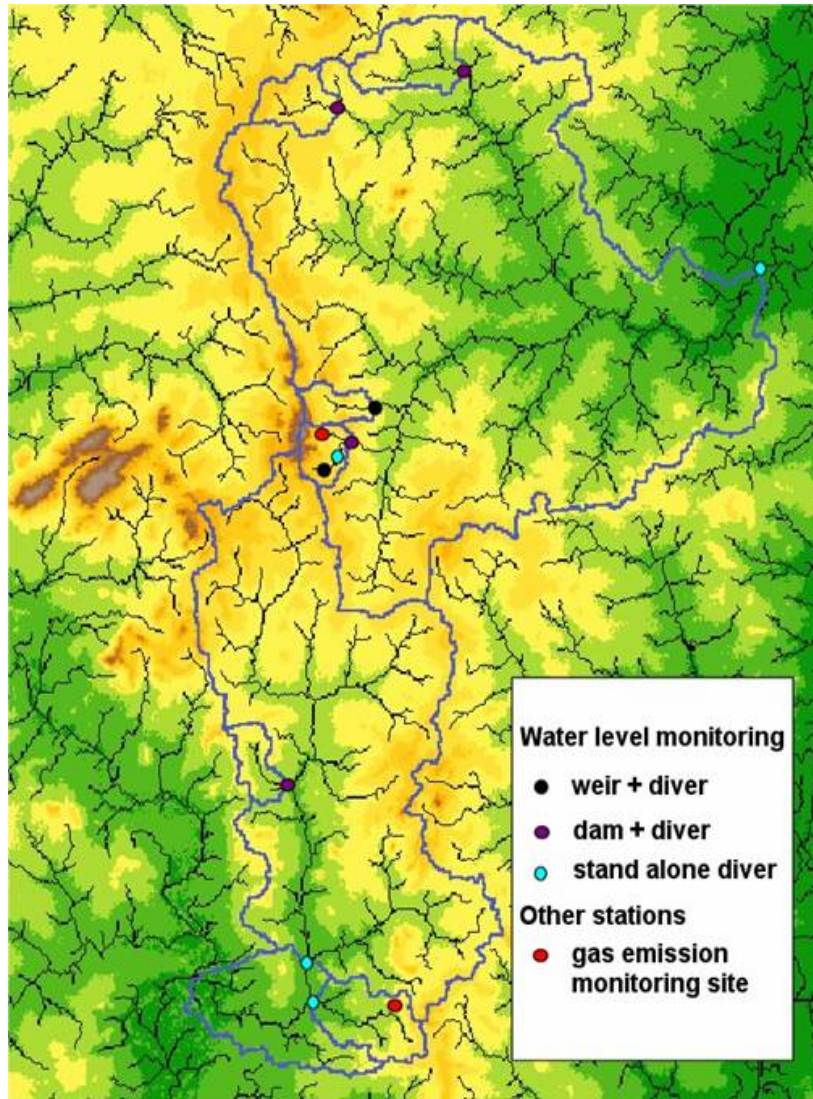 Water level monitoring
weir + diver
dam + diver
stand alone diver
Other stations
gas emission
monitoring site